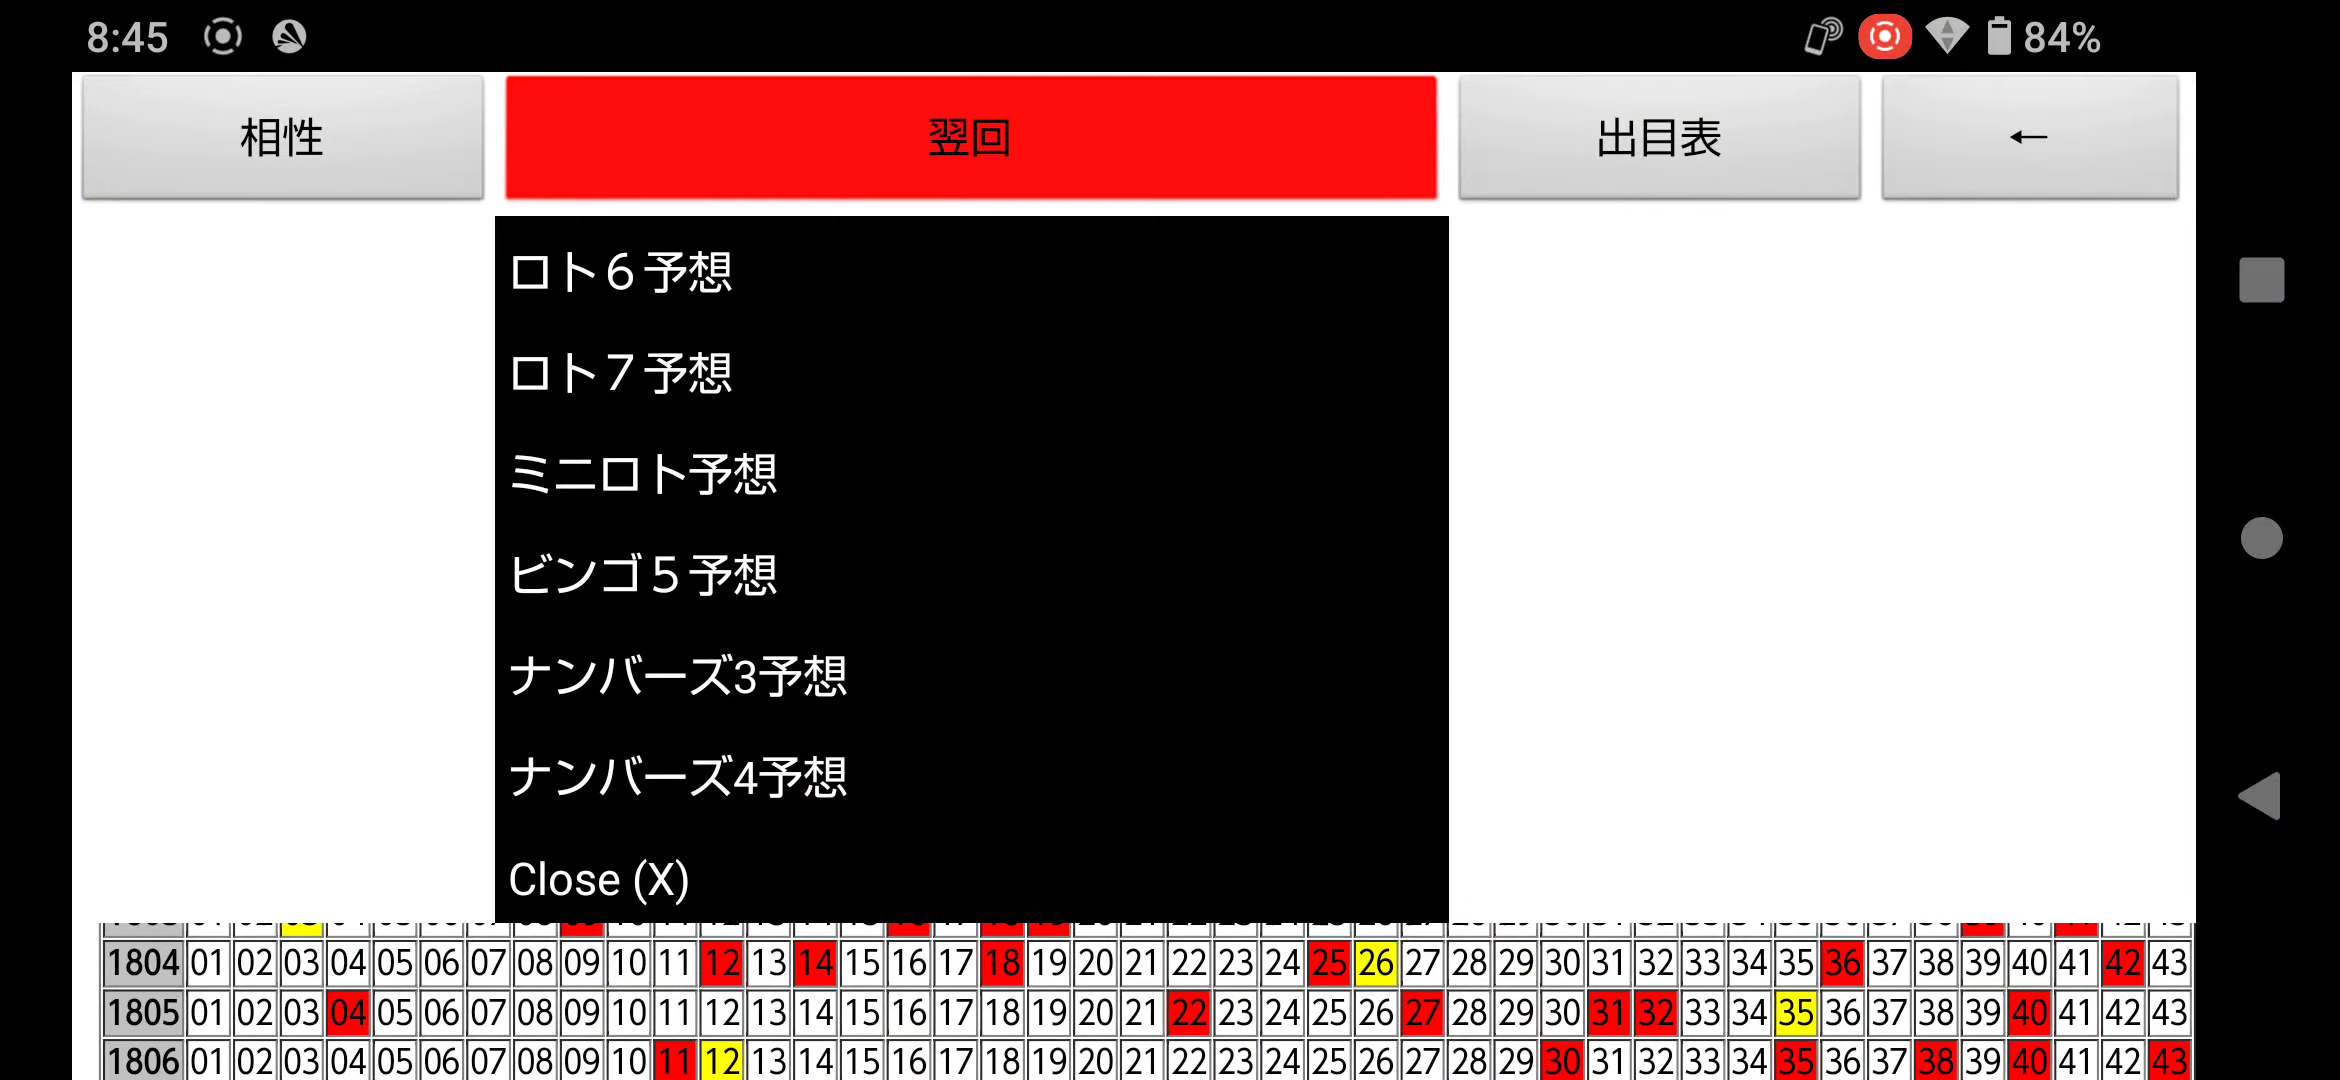 8:45 84%
相性 翌回 出目表 ←
ロト６予想
ロト７予想
ミニロト予想
ビンゴ５予想
ナンバーズ3予想
ナンバーズ4予想
Close (X)
1804 01 02 03 04 05 06 07 08 09 10 11 12 13 14 15 16 17 18 19 20 21 22 23 24 25 26 27 28 29 30 31 32 33 34 35 36 37 38 39 40 41 42 43
1805 01 02 03 04 05 06 07 08 09 10 11 12 13 14 15 16 17 18 19 20 21 22 23 24 25 26 27 28 29 30 31 32 33 34 35 36 37 38 39 40 41 42 43
1806 01 02 03 04 05 06 07 08 09 10 11 12 13 14 15 16 17 18 19 20 21 22 23 24 25 26 27 28 29 30 31 32 33 34 35 36 37 38 39 40 41 42 43